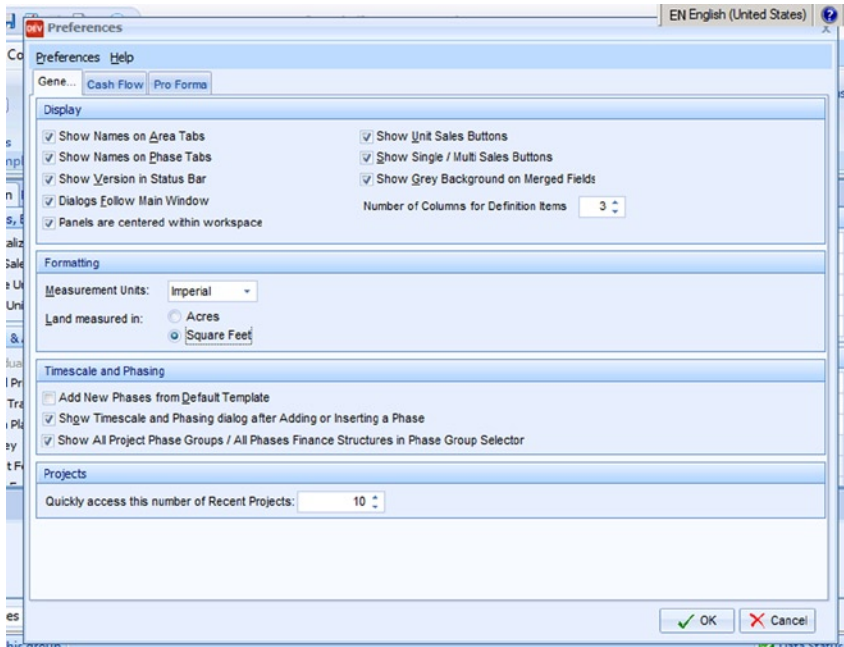 EN English (United States)
DEV Preferences
Co
Preferences Help
Gene... Cash Flow Pro Forma
Display
Show Names on Area Tabs
Show Unit Sales Buttons
Show Names on Phase Tabs
Show Single / Multi Sales Buttons
Show Version in Status Bar
Show Grey Background on Merged Fields
Dialogs Follow Main Window
Number of Columns for Definition Items 3
Panels are centered within workspace
Formatting
Measurement Units: Imperial
Land measured in: Acres
Square Feet
Timescale and Phasing
Add New Phases from Default Template
Show Timescale and Phasing dialog after Adding or Inserting a Phase
Show All Project Phase Groups / All Phases Finance Structures in Phase Group Selector
Projects
Quickly access this number of Recent Projects: 10
OK Cancel